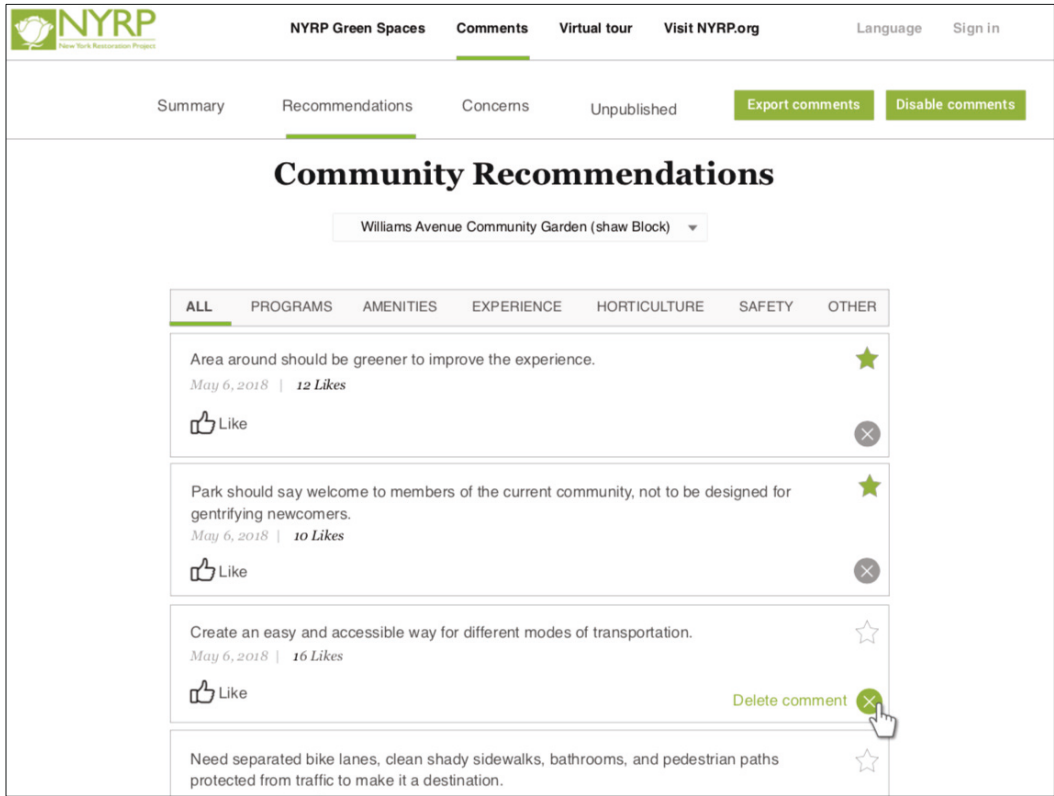 NYRP
New York Restoration Project
NYRP Green Spaces Comments Virtual tour Visit NYRP.org Language Sign in
Summary Recommendations Concerns Unpublished Export comments Disable comments
Community Recommendations
Williams Avenue Community Garden (shaw Block)
ALL PROGRAMS AMENITIES EXPERIENCE HORTICULTURE SAFETY OTHER
Area around should be greener to improve the experience.
May 6, 2018 | 12 Likes
Like
Park should say welcome to members of the current community, not to be designed for
gentrifying newcomers.
May 6, 2018 | 10 Likes
Like
Create an easy and accessible way for different modes of transportation.
May 6, 2018 | 16 Likes
Like
Delete comment
Need separated bike lanes, clean shady sidewalks, bathrooms, and pedestrian paths
protected from traffic to make it a destination.